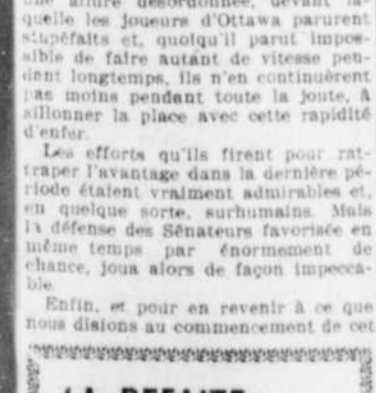 une allure désordonnée, devant la-
quelle les joueurs d'Ottawa parurent
stupéfaits et, quoiqu'il parut impos-
sible de faire autant de vitesse pen-
dant longtemps, ils n'en continuèrent
pas moins pendant toute la joute, à
sillonner la place avec cette rapidité
d'enfer.
Les efforts qu'ils firent pour rat-
traper l'avantage dans la dernière pé-
riode étaient vraiment admirables et,
en quelque sorte, surhumains. Mais
la défense des Sénateurs favorisée en
même temps par énormement de
chance, joua alors de façon impecca-
ble.
Enfin, et pour en revenir à ce que
nous disions au commencement de cet
LA DEFAITE